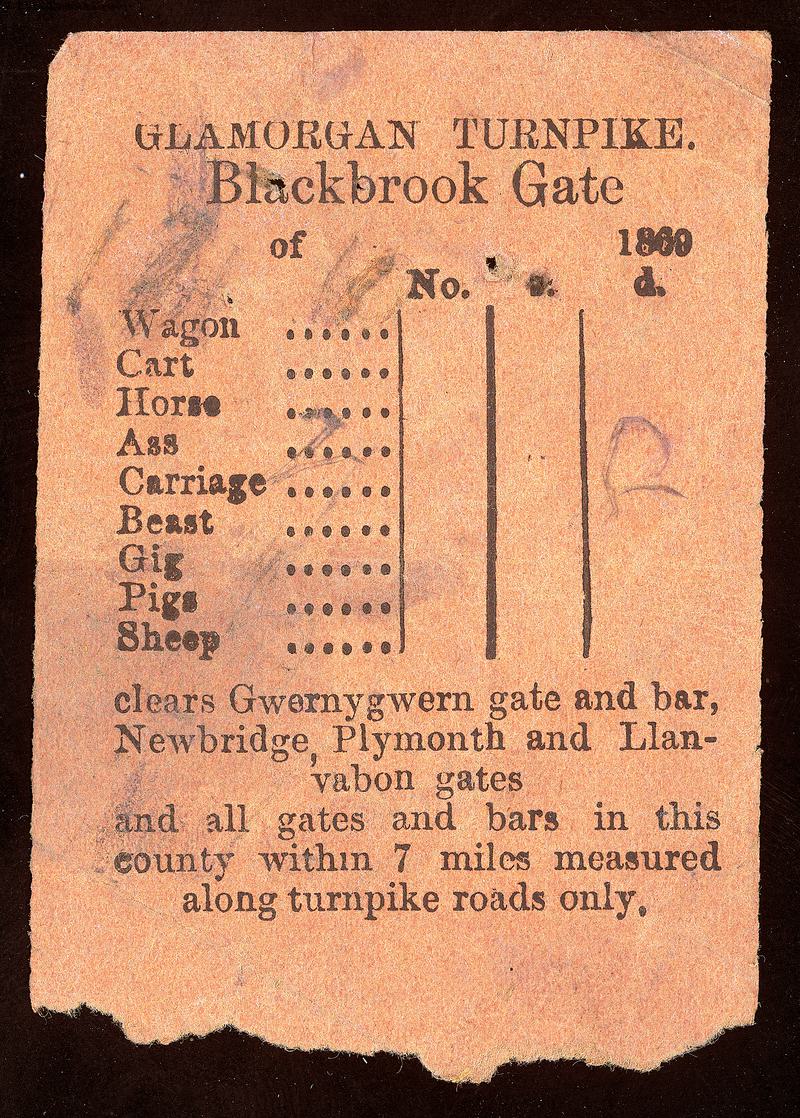 GLAMORGAN TURNPIKE.
Blackbrook Gate
of 1869
No. s. d.
Wagon ......
Cart ......
Horse ......
Ass ......
Carriage ......
Beast ......
Gig ......
Pigs ......
Sheep ......
clears Gwernygwern gate and bar,
Newbridge, Plymonth and Llan-
vabon gates
and all gates and bars in this
county within 7 miles measured
along turnpike roads only.